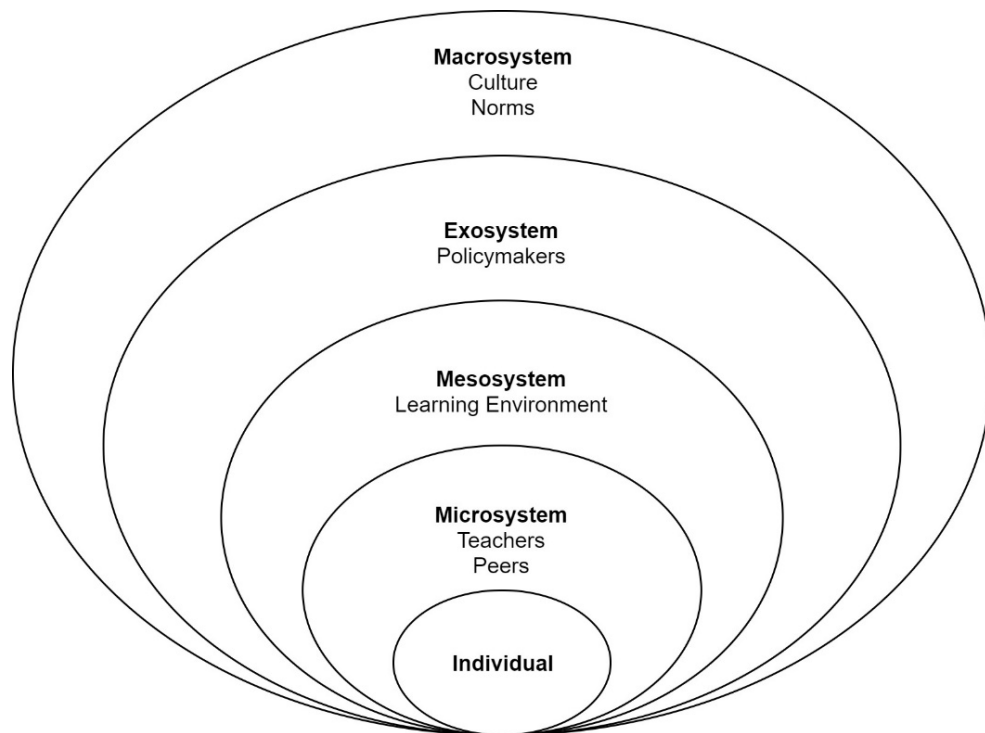 Macrosystem
Culture
Norms
Exosystem
Policymakers
Mesosystem
Learning Environment
Microsystem
Teachers
Peers
Individual